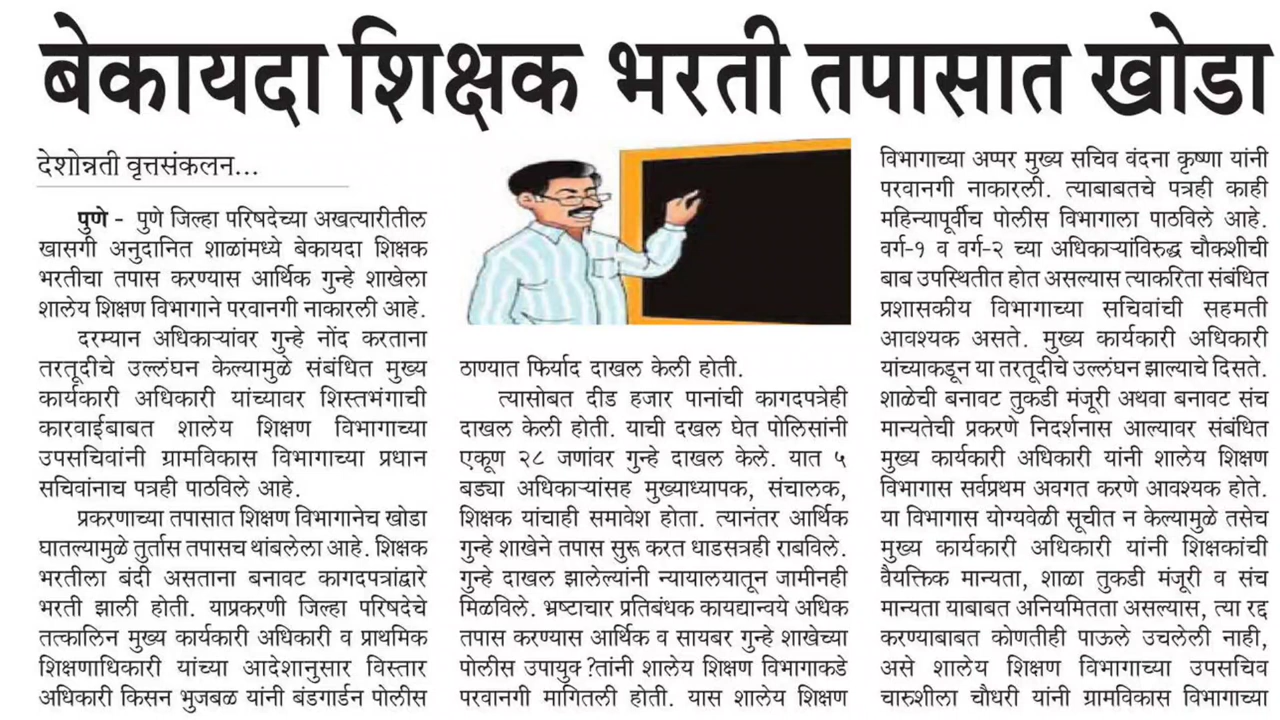 बेकायदा शिक्षक भरती तपासात खोडा
देशोन्नती वृत्तसंकलन...
पुणे - पुणे जिल्हा परिषदेच्या अखत्यारीतील
खासगी अनुदानित शाळांमध्ये बेकायदा शिक्षक
भरतीचा तपास करण्यास आर्थिक गुन्हे शाखेला
शालेय शिक्षण विभागाने परवानगी नाकारली आहे.
दरम्यान अधिकाऱ्यांवर गुन्हे नोंद करताना
तरतूदीचे उल्लंघन केल्यामुळे संबंधित मुख्य
कार्यकारी अधिकारी यांच्यावर शिस्तभंगाची
कारवाईबाबत शालेय शिक्षण विभागाच्या
उपसचिवांनी ग्रामविकास विभागाच्या प्रधान
सचिवांनाच पत्रही पाठविले आहे.
प्रकरणाच्या तपासात शिक्षण विभागानेच खोडा
घातल्यामुळे तुर्तास तपासच थांबलेला आहे. शिक्षक
भरतीला बंदी असताना बनावट कागदपत्रांद्वारे
भरती झाली होती. याप्रकरणी जिल्हा परिषदेचे
तत्कालिन मुख्य कार्यकारी अधिकारी व प्राथमिक
शिक्षणाधिकारी यांच्या आदेशानुसार विस्तार
अधिकारी किसन भुजबळ यांनी बंडगार्डन पोलीस
ठाण्यात फिर्याद दाखल केली होती.
त्यासोबत दीड हजार पानांची कागदपत्रेही
दाखल केली होती. याची दखल घेत पोलिसांनी
एकूण २८ जणांवर गुन्हे दाखल केले. यात ५
बड्या अधिकाऱ्यांसह मुख्याध्यापक, संचालक,
शिक्षक यांचाही समावेश होता. त्यानंतर आर्थिक
गुन्हे शाखेने तपास सुरू करत धाडसत्रही राबविले.
गुन्हे दाखल झालेल्यांनी न्यायालयातून जामीनही
मिळविले. भ्रष्टाचार प्रतिबंधक कायद्यान्वये अधिक
तपास करण्यास आर्थिक व सायबर गुन्हे शाखेच्या
पोलीस उपायुक्?तांनी शालेय शिक्षण विभागाकडे
परवानगी मागितली होती. यास शालेय शिक्षण
विभागाच्या अप्पर मुख्य सचिव वंदना कृष्णा यांनी
परवानगी नाकारली. त्याबाबतचे पत्रही काही
महिन्यापूर्वीच पोलीस विभागाला पाठविले आहे.
वर्ग-१ व वर्ग-२ च्या अधिकाऱ्यांविरुद्ध चौकशीची
बाब उपस्थितीत होत असल्यास त्याकरिता संबंधित
प्रशासकीय विभागाच्या सचिवांची सहमती
आवश्यक असते. मुख्य कार्यकारी अधिकारी
यांच्याकडून या तरतूदीचे उल्लंघन झाल्याचे दिसते.
शाळेची बनावट तुकडी मंजूरी अथवा बनावट संच
मान्यतेची प्रकरणे निदर्शनास आल्यावर संबंधित
मुख्य कार्यकारी अधिकारी यांनी शालेय शिक्षण
विभागास सर्वप्रथम अवगत करणे आवश्यक होते.
या विभागास योग्यवेळी सूचीत न केल्यामुळे तसेच
मुख्य कार्यकारी अधिकारी यांनी शिक्षकांची
वैयक्तिक मान्यता, शाळा तुकडी मंजूरी व संच
मान्यता याबाबत अनियमितता असल्यास, त्या रद्द
करण्याबाबत कोणतीही पाऊले उचलेली नाही,
असे शालेय शिक्षण विभागाच्या उपसचिव
चारुशीला चौधरी यांनी ग्रामविकास विभागाच्या